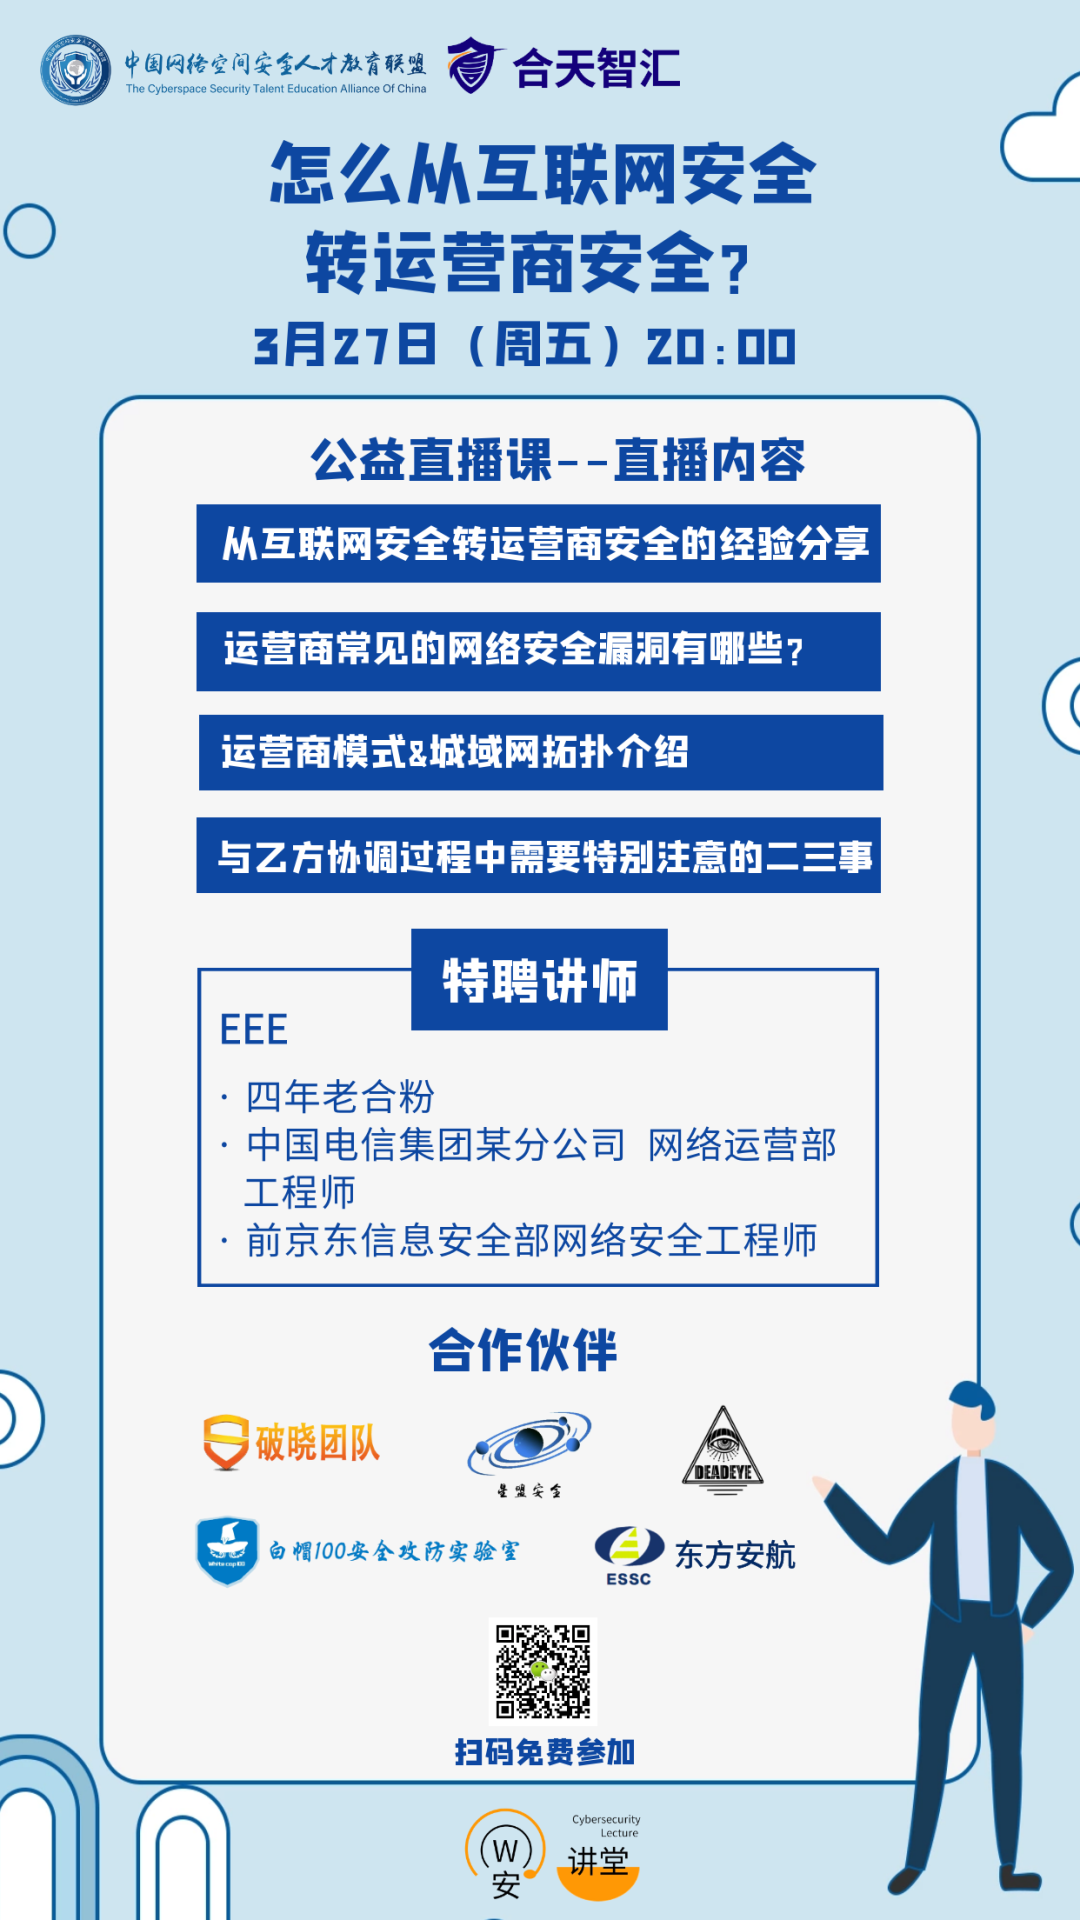 中国网络空间安全人才教育联盟
The Cyberspace Security Talent Education Alliance Of China
合天智汇
怎么从互联网安全
转运营商安全?
3月27日（周五）20:00
公益直播课--直播内容
从互联网安全转运营商安全的经验分享
运营商常见的网络安全漏洞有哪些?
运营商模式&城域网拓扑介绍
与乙方协调过程中需要特别注意的二三事
特聘讲师
EEE
· 四年老合粉
· 中国电信集团某分公司 网络运营部
工程师
· 前京东信息安全部网络安全工程师
合作伙伴
破晓团队
星盟安全
DEADEYE
Whitecap100
白帽100安全攻防实验室
ESSC
东方安航
扫码免费参加
W
安
Cybersecurity
Lecture
讲堂